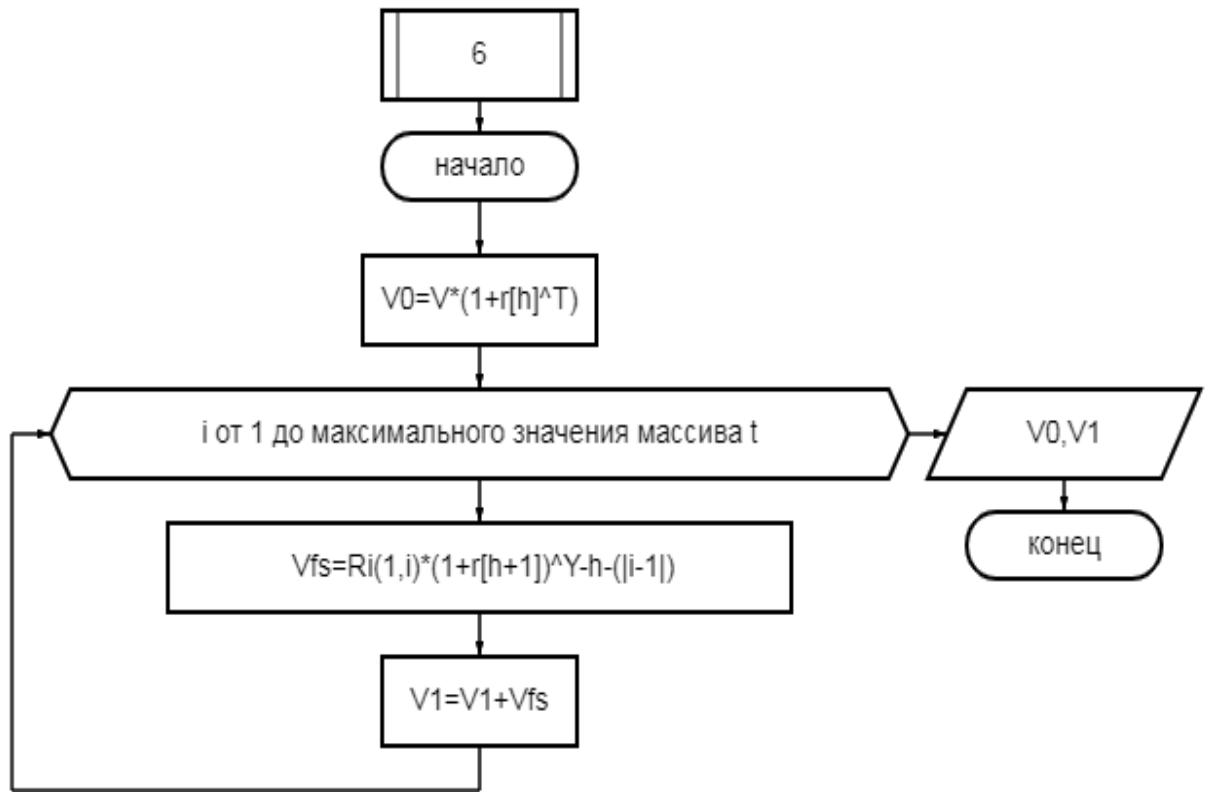 6
начало
V0=V*(1+r[h]^T)
i от 1 до максимального значения массива t
V0,V1
Vfs=Ri(1,i)*(1+r[h+1])^Y-h-(|i-1|)
конец
V1=V1+Vfs